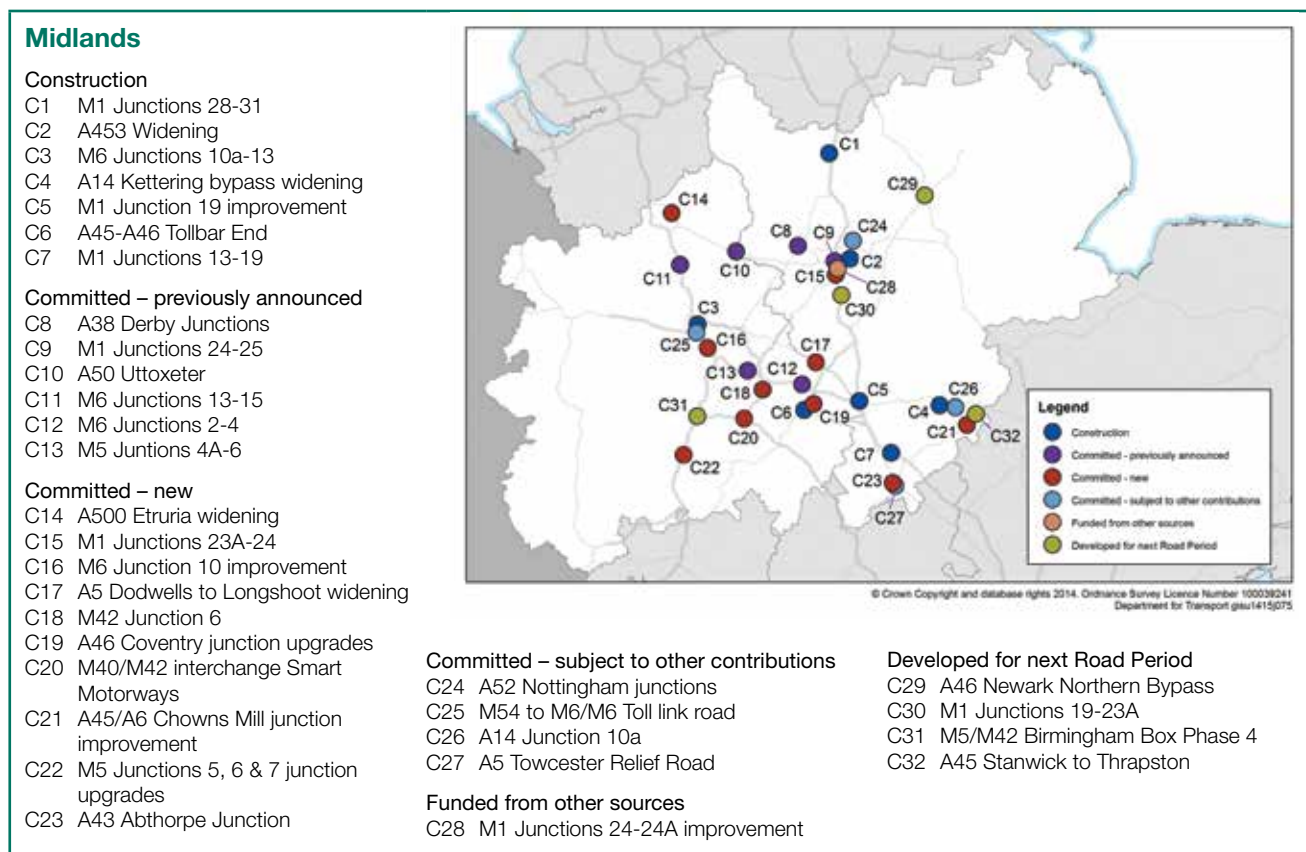 Midlands
Construction
C1 M1 Junctions 28-31
C2 A453 Widening
C3 M6 Junctions 10a-13
C4 A14 Kettering bypass widening
C5 M1 Junction 19 improvement
C6 A45-A46 Tollbar End
C7 M1 Junctions 13-19
Committed – previously announced
C8 A38 Derby Junctions
C9 M1 Junctions 24-25
C10 A50 Uttoxeter
C11 M6 Junctions 13-15
C12 M6 Junctions 2-4
C13 M5 Juntions 4A-6
Committed – new
C14 A500 Etruria widening
C15 M1 Junctions 23A-24
C16 M6 Junction 10 improvement
C17 A5 Dodwells to Longshoot widening
C18 M42 Junction 6
C19 A46 Coventry junction upgrades
C20 M40/M42 interchange Smart
Motorways
C21 A45/A6 Chowns Mill junction
improvement
C22 M5 Junctions 5, 6 & 7 junction
upgrades
C23 A43 Abthorpe Junction
C1
C29
C14
C24
C8
C9
C10
C2
C11
C15
C28
C30
C3
C25
C16
C17
C13
C12
C18
C5
C26
C31
C6
C19
C4
C20
C21
C32
C22
C7
C23
C27
Legend
Construction
Committed - previously announced
Committed - new
Committed - subject to other contributions
Funded from other sources
Developed for next Road Period
© Crown Copyright and database rights 2014. Ordnance Survey Licence Number 100039241
Department for Transport gisu1415j075
Committed – subject to other contributions
C24 A52 Nottingham junctions
C25 M54 to M6/M6 Toll link road
C26 A14 Junction 10a
C27 A5 Towcester Relief Road
Funded from other sources
C28 M1 Junctions 24-24A improvement
Developed for next Road Period
C29 A46 Newark Northern Bypass
C30 M1 Junctions 19-23A
C31 M5/M42 Birmingham Box Phase 4
C32 A45 Stanwick to Thrapston